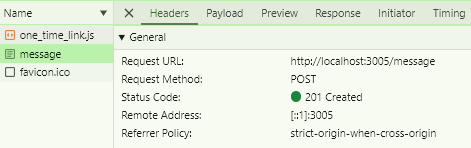 Name
Headers Payload Preview Response Initiator Timing
one_time_link.js
General
message
Request URL: http://localhost:3005/message
favicon.ico
Request Method: POST
Status Code: 201 Created
Remote Address: [::1]:3005
Referrer Policy: strict-origin-when-cross-origin